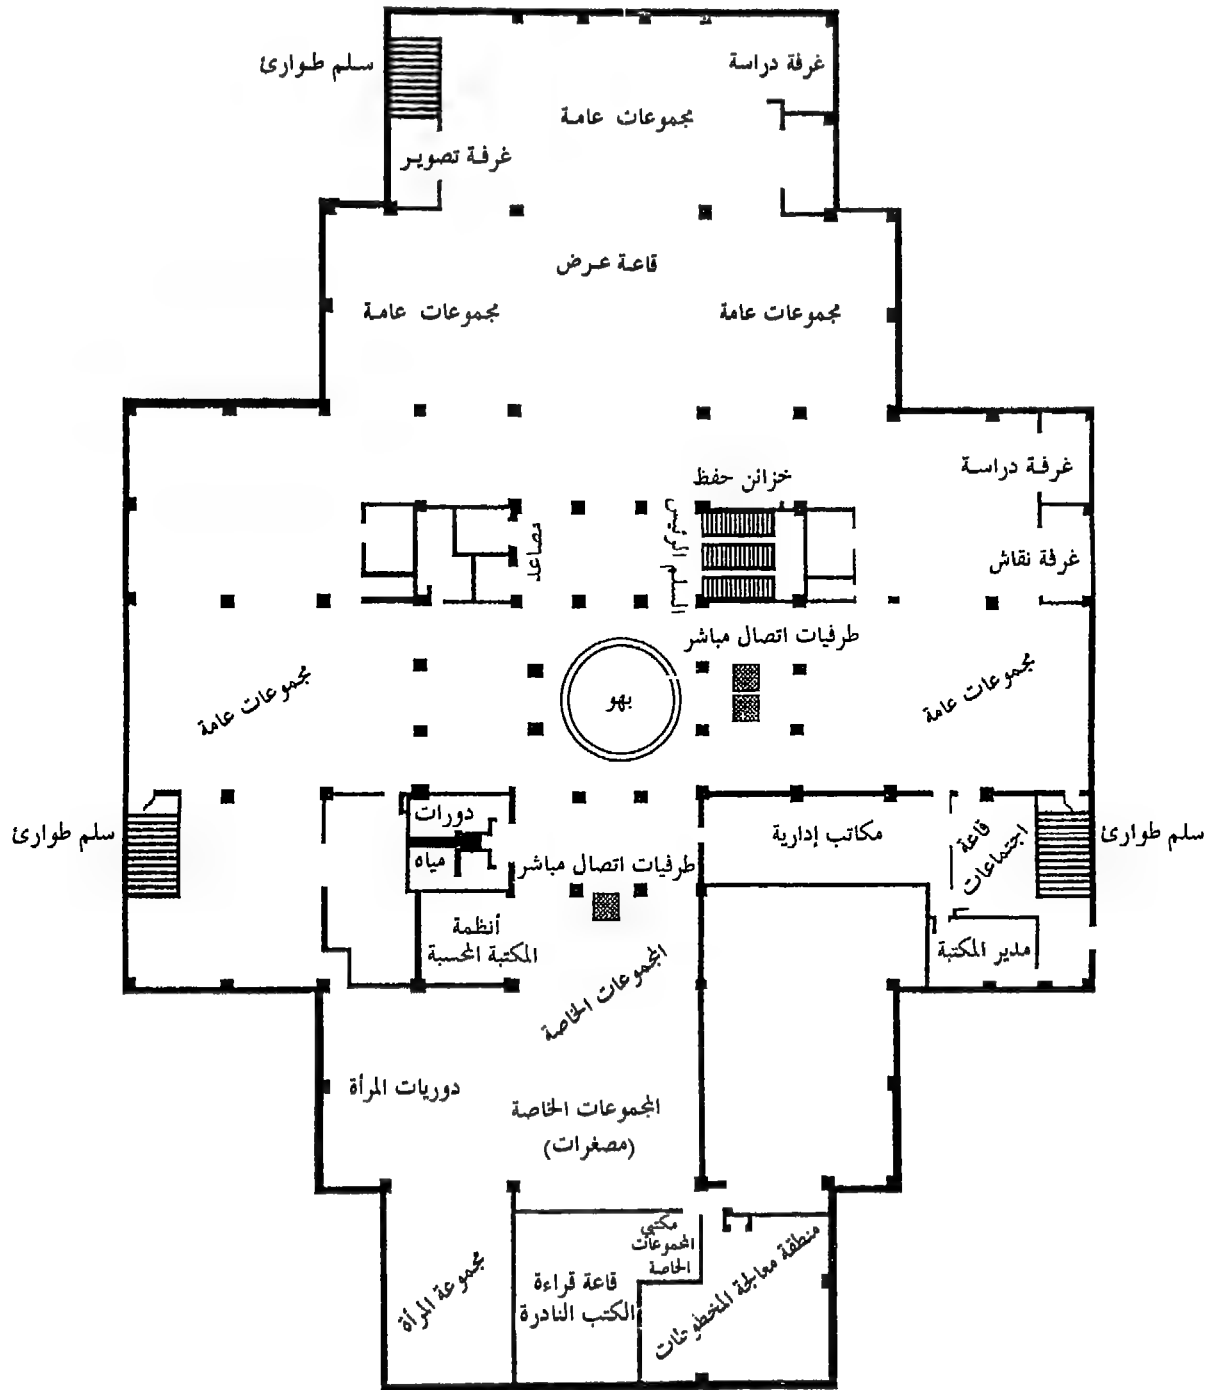 غرفة دراسة
سلم طوارئ
مجموعات عامة
غرفة تصوير
قاعة عرض
مجموعات عامة
مجموعات عامة
غرفة دراسة
خزائن حفظ
السلم الرئيس
مصاعد
غرفة نقاش
طرفيات اتصال مباشر
مجموعات عامة
مجموعات عامة
بهو
سلم طوارئ
قاعة
اجتماعات
مكاتب إدارية
دورات
مياه
سلم طوارئ
طرفيات اتصال مباشر
أنظمة
المكتبة المحسبة
مدير المكتبة
المجموعات الخاصة
دوريات المرأة
المجموعات الخاصة
(مصغرات)
مكتبي
المجموعات
الخاصة
منطقة معالجة المخطوطات
قاعة قراءة
الكتب النادرة
مجموعة المرأة